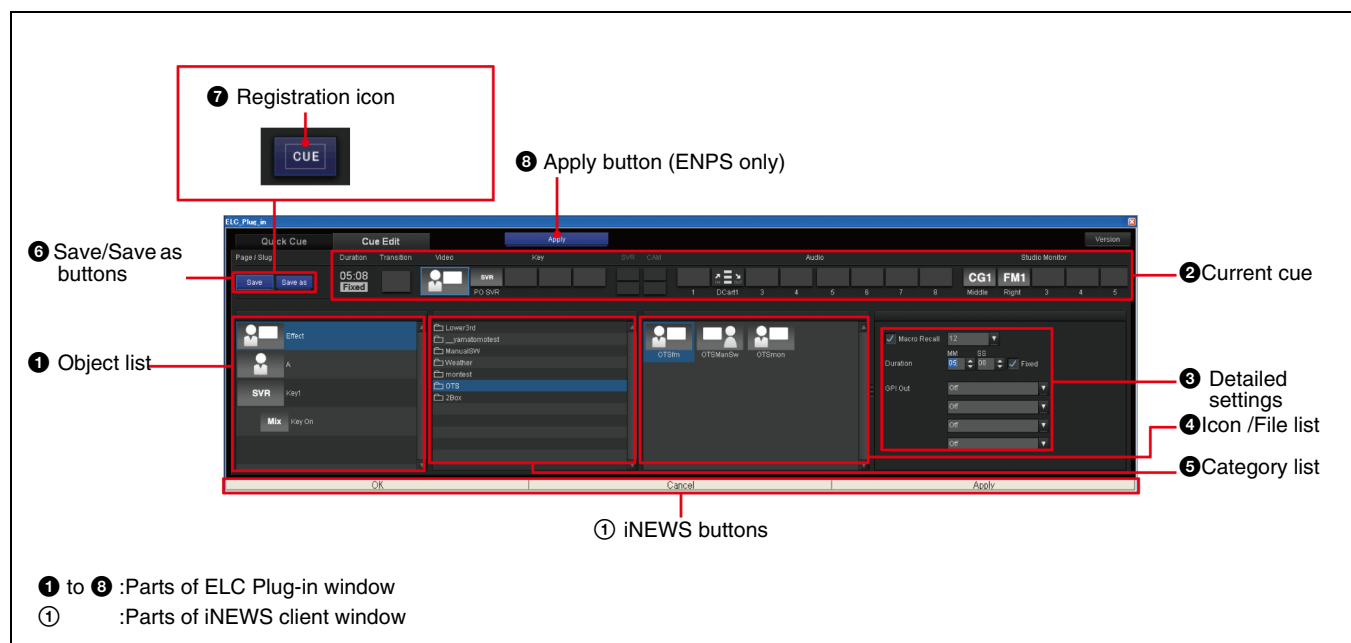 ❼ Registration icon
CUE
❽ Apply button (ENPS only)
ELC_Plug_in
Quick Cue
Cue Edit
Apply
Version
❻ Save/Save as
buttons
Page / Slug
Duration
Transition
Video
Key
SVR
CAM
Audio
Studio Monitor
Save
Save as
05:08
Fixed
SVR
CG1
FM1
❷Current cue
PO SVR
1
DCart1
3
4
5
6
7
8
Middle
Right
3
4
5
❶ Object list
Effect
A
SVR
Key1
Mix
Key On
Lower3rd
__yamatomotest
ManualSW
Weather
montest
OTS
2Box
OTSfm
OTSManSw
OTSmon
Macro Recall
12
MM
SS
Duration
05
08
Fixed
GPI Out
Off
Off
Off
Off
❸ Detailed
settings
❹Icon /File list
❺Category list
OK
Cancel
Apply
① iNEWS buttons
❶ to ❽ :Parts of ELC Plug-in window
① :Parts of iNEWS client window